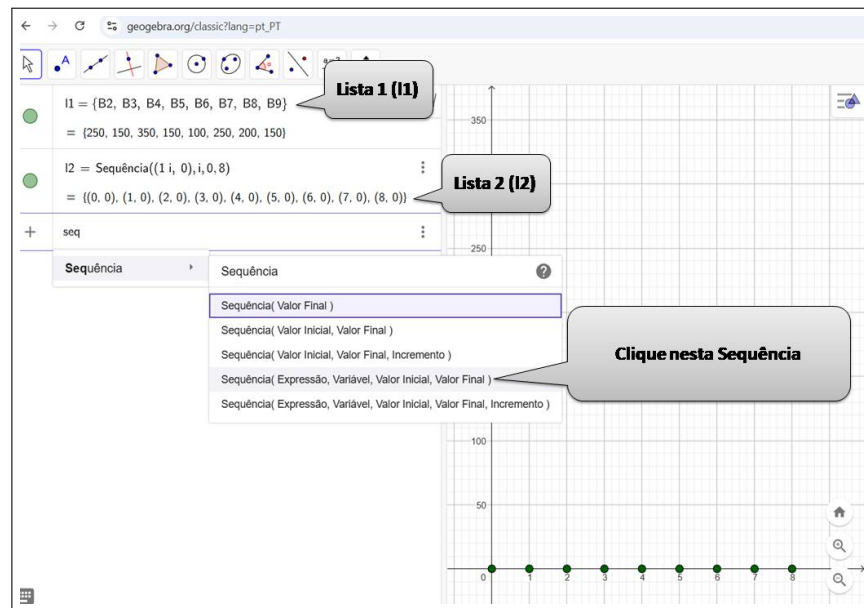 geogebra.org/classic?lang=pt_PT
A
Lista 1 (l1)
l1 = {B2, B3, B4, B5, B6, B7, B8, B9}
= {250, 150, 350, 150, 100, 250, 200, 150}
l2 = Sequência((1 i, 0), i, 0, 8)
= {(0, 0), (1, 0), (2, 0), (3, 0), (4, 0), (5, 0), (6, 0), (7, 0), (8, 0)}
Lista 2 (l2)
seq
Sequência
Sequência
Sequência( Valor Final )
Sequência( Valor Inicial, Valor Final )
Sequência( Valor Inicial, Valor Final, Incremento )
Sequência( Expressão, Variável, Valor Inicial, Valor Final )
Sequência( Expressão, Variável, Valor Inicial, Valor Final, Incremento )
Clique nesta Sequência
350
250
100
50
0 1 2 3 4 5 6 7 8